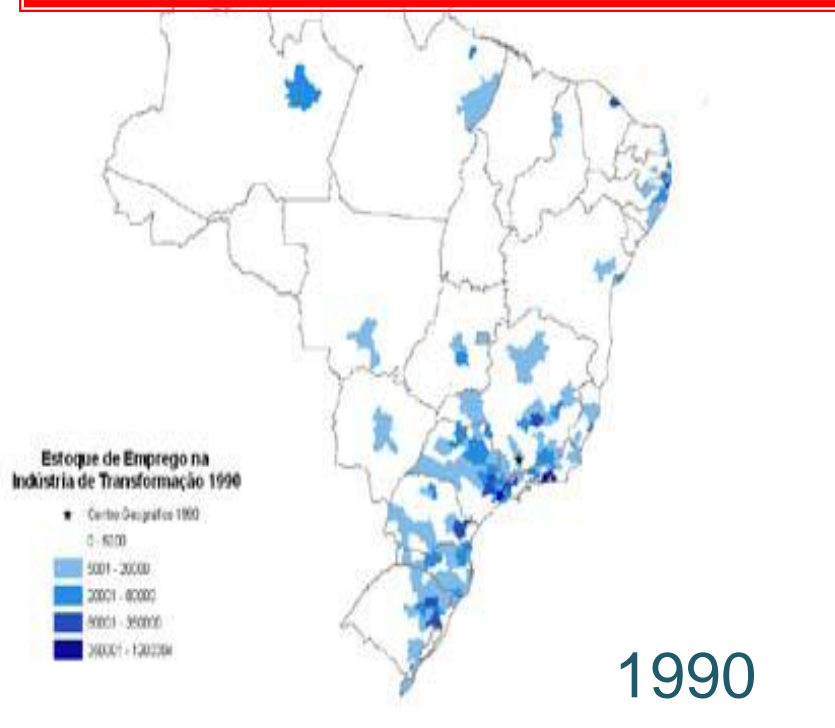 Estoque de Emprego na
Indústria de Transformação 1990
Centro Geográfico 1990
0 - 5000
5001 - 20000
20001 - 80000
1990